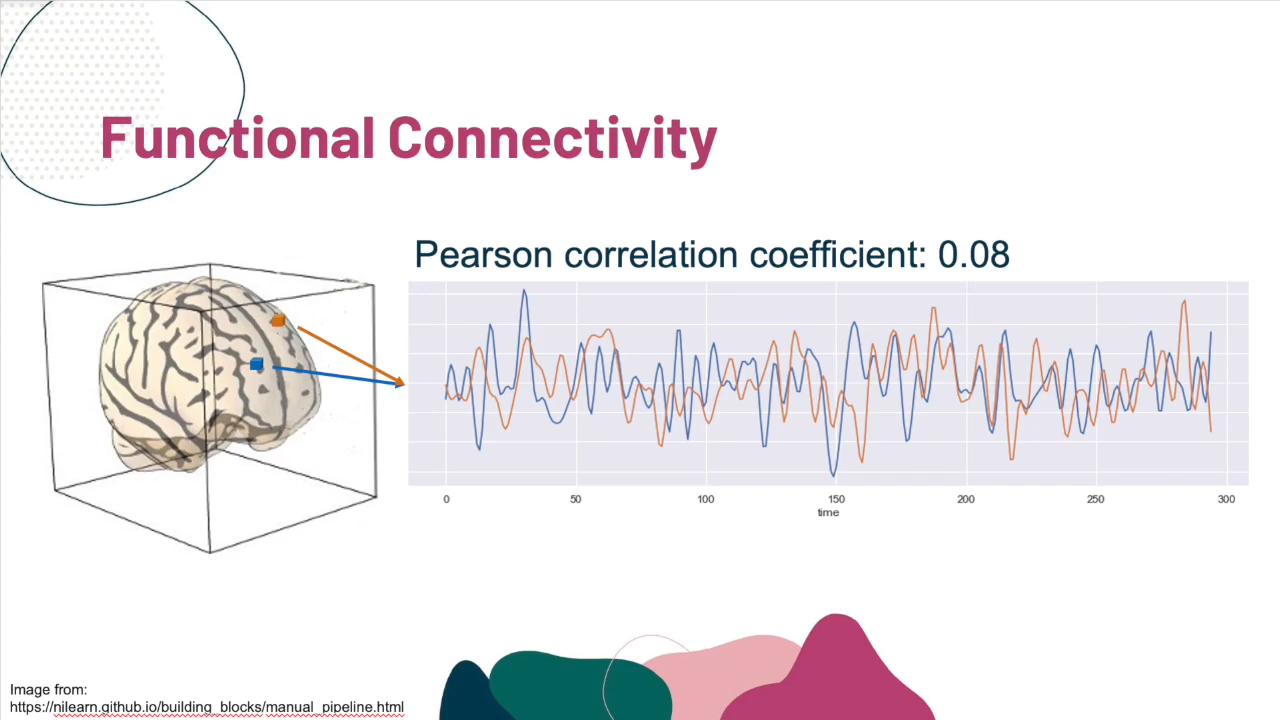 Functional Connectivity
Pearson correlation coefficient: 0.08
0 50 100 150 200 250 300
time
Image from:
https://nilearn.github.io/building_blocks/manual_pipeline.html